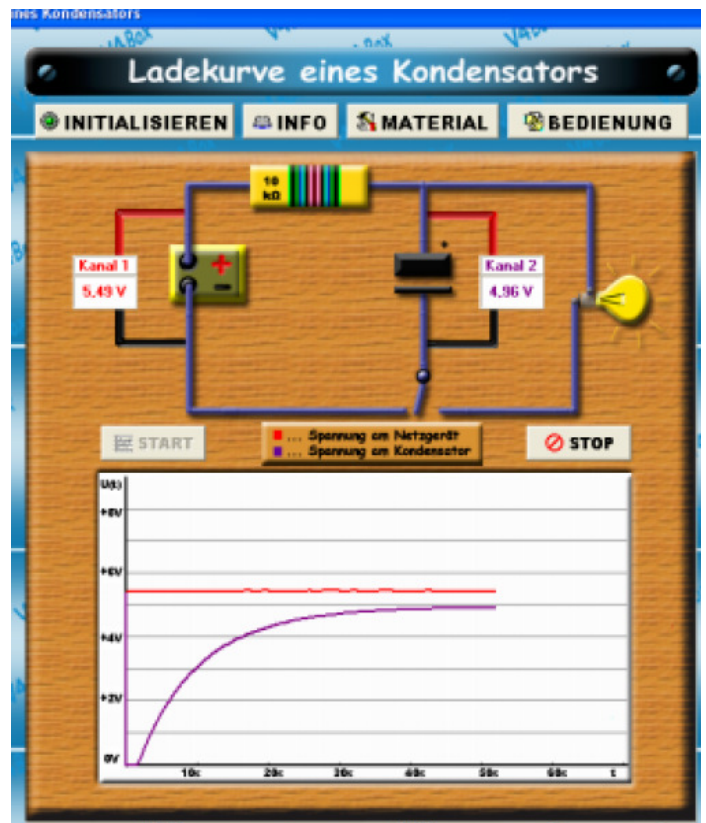 ines Kondensators
Ladekurve eines Kondensators
INITIALISIEREN INFO MATERIAL BEDIENUNG
10
kΩ
Kanal 1
5.49 V
Kanal 2
4.96 V
START
... Spannung am Netzgerät
... Spannung am Kondensator
STOP
U(t)
+8V
+6V
+4V
+2V
0V
10s 20s 30s 40s 50s 60s t